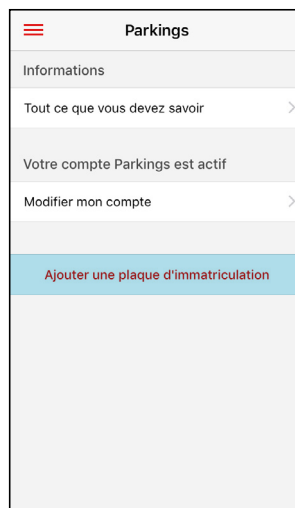 Parkings
Informations
Tout ce que vous devez savoir
Votre compte Parkings est actif
Modifier mon compte
Ajouter une plaque d'immatriculation